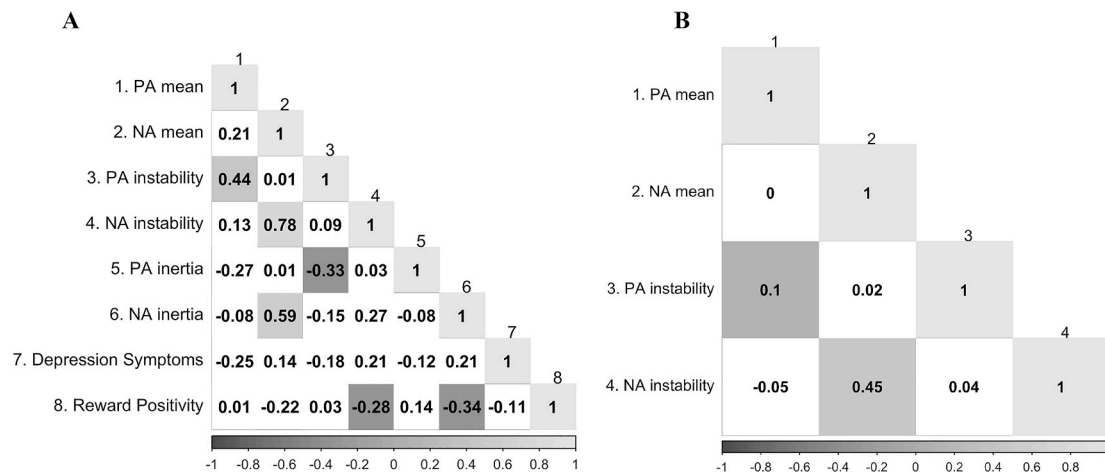 A
1
1. PA mean 1
2
2. NA mean 0.21 1
3
3. PA instability 0.44 0.01 1
4
4. NA instability 0.13 0.78 0.09 1
5
5. PA inertia -0.27 0.01 -0.33 0.03 1
6
6. NA inertia -0.08 0.59 -0.15 0.27 -0.08 1
7
7. Depression Symptoms -0.25 0.14 -0.18 0.21 -0.12 0.21 1
8
8. Reward Positivity 0.01 -0.22 0.03 -0.28 0.14 -0.34 -0.11 1
-1 -0.8 -0.6 -0.4 -0.2 0 0.2 0.4 0.6 0.8 1
B
1
1. PA mean 1
2
2. NA mean 0 1
3
3. PA instability 0.1 0.02 1
4
4. NA instability -0.05 0.45 0.04 1
-1 -0.8 -0.6 -0.4 -0.2 0 0.2 0.4 0.6 0.8